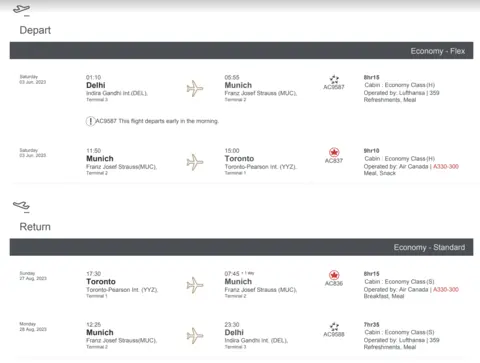 Depart
Economy - Flex
Saturday
03 Jun, 2023
01:10
Delhi
Indira Gandhi Int.(DEL),
Terminal 3
05:55
Munich
Franz Josef Strauss (MUC),
Terminal 2
AC9587
8hr15
Cabin : Economy Class(H)
Operated by: Lufthansa | 359
Refreshments, Meal
AC9587 This flight departs early in the morning.
Saturday
03 Jun, 2023
11:50
Munich
Franz Josef Strauss(MUC),
Terminal 2
15:00
Toronto
Toronto-Pearson Int. (YYZ),
Terminal 1
AC837
9hr10
Cabin : Economy Class(H)
Operated by: Air Canada | A330-300
Meal, Snack
Return
Economy - Standard
Sunday
27 Aug, 2023
17:30
Toronto
Toronto-Pearson Int. (YYZ),
Terminal 1
07:45 + 1 day
Munich
Franz Josef Strauss (MUC),
Terminal 2
AC836
8hr15
Cabin : Economy Class (S)
Operated by: Air Canada | A330-300
Breakfast, Meal
Monday
28 Aug, 2023
12:25
Munich
Franz Josef Strauss(MUC),
Terminal 2
23:30
Delhi
Indira Gandhi Int. (DEL),
Terminal 3
AC9588
7hr35
Cabin : Economy Class(S)
Operated by: Lufthansa | 359
Refreshments, Meal